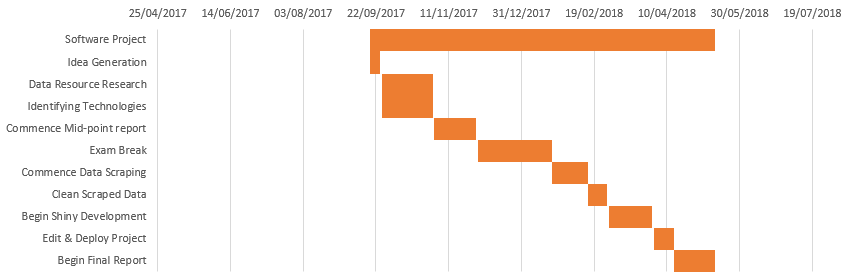 25/04/2017 14/06/2017 03/08/2017 22/09/2017 11/11/2017 31/12/2017 19/02/2018 10/04/2018 30/05/2018 19/07/2018
Software Project
Idea Generation
Data Resource Research
Identifying Technologies
Commence Mid-point report
Exam Break
Commence Data Scraping
Clean Scraped Data
Begin Shiny Development
Edit & Deploy Project
Begin Final Report